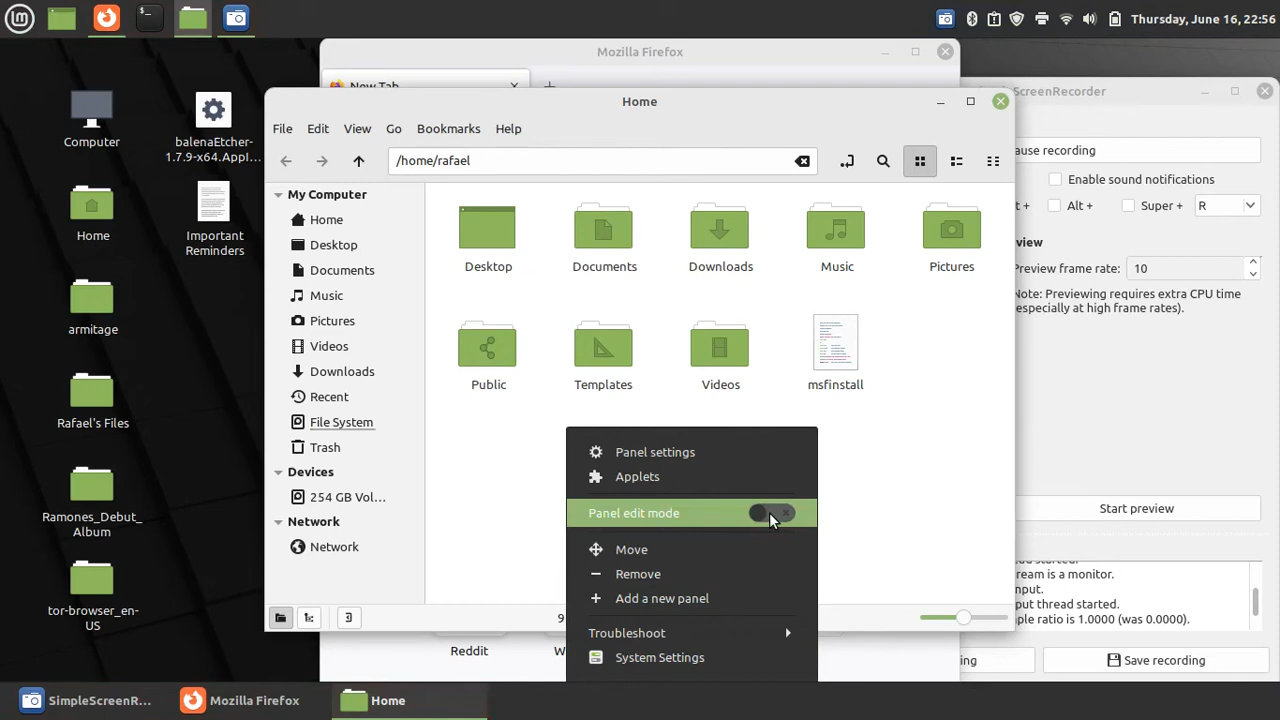 Thursday, June 16, 22:56
Mozilla Firefox
New Tab
Home
SimpleScreenRecorder
File Edit View Go Bookmarks Help
/home/rafael
ause recording
Enable sound notifications
t + Alt + Super + R
view
Preview frame rate: 10
Note: Previewing requires extra CPU time
(especially at high frame rates).
Start preview
Computer
balenaEtcher-
1.7.9-x64.AppI...
Home
Important
Reminders
armitage
Rafael's Files
Ramones_Debut_
Album
tor-browser_en-
US
My Computer
Home
Desktop
Documents
Music
Pictures
Videos
Downloads
Recent
File System
Trash
Devices
254 GB Vol...
Network
Network
Desktop
Documents
Downloads
Music
Pictures
Public
Templates
Videos
msfinstall
Panel settings
Applets
Panel edit mode
Move
Remove
Add a new panel
Troubleshoot
System Settings
9
Reddit
W
ream is a monitor.
nput
put thread started.
ple ratio is 1.0000 (was 0.0000).
ing
Save recording
SimpleScreenR...
Mozilla Firefox
Home